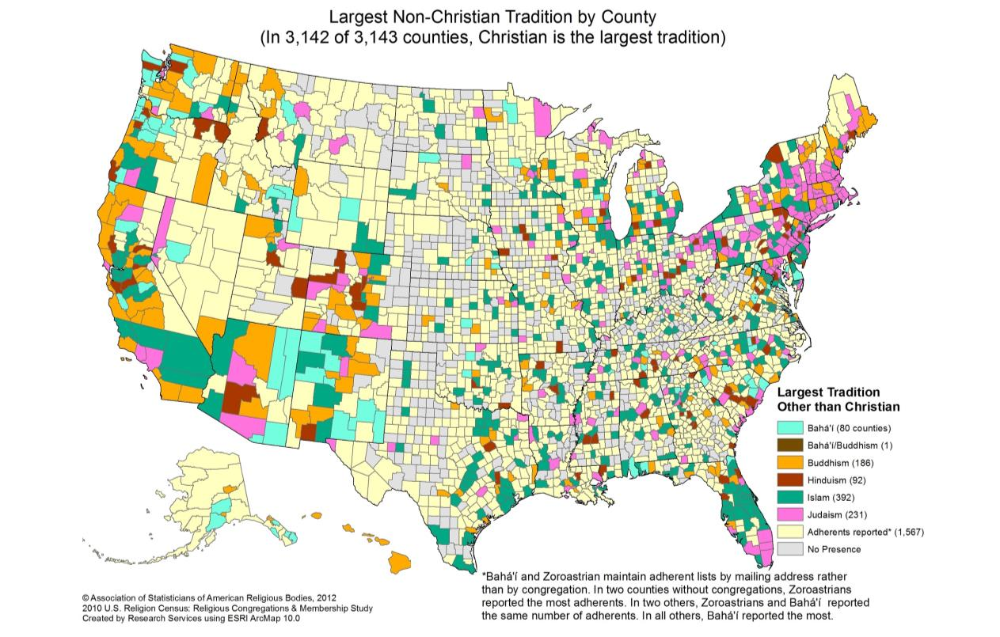 Largest Non-Christian Tradition by County
(In 3,142 of 3,143 counties, Christian is the largest tradition)
Largest Tradition
Other than Christian
Bahá'í (80 counties)
Bahá'í/Buddhism (1)
Buddhism (186)
Hinduism (92)
Islam (392)
Judaism (231)
Adherents reported* (1,567)
No Presence
*Bahá'í and Zoroastrian maintain adherent lists by mailing address rather
than by congregation. In two counties without congregations, Zoroastrians
reported the most adherents. In two others, Zoroastrians and Bahá'í reported
the same number of adherents. In all others, Bahá'í reported the most.
© Association of Statisticians of American Religious Bodies, 2012
2010 U.S. Religion Census: Religious Congregations & Membership Study
Created by Research Services using ESRI ArcMap 10.0